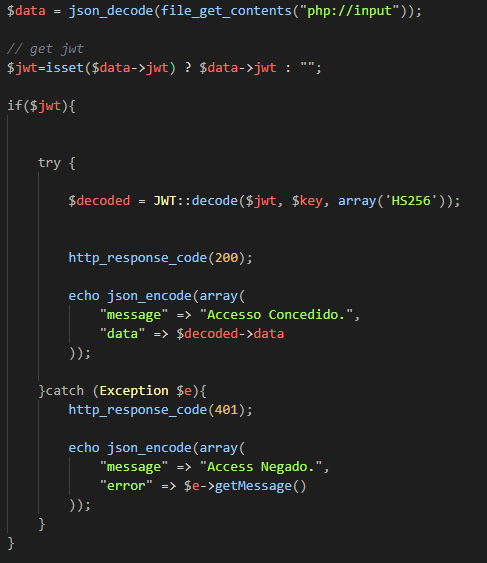 $data = json_decode(file_get_contents("php://input"));
// get jwt
$jwt=isset($data->jwt) ? $data->jwt : "";
if($jwt){
try {
$decoded = JWT::decode($jwt, $key, array('HS256'));
http_response_code(200);
echo json_encode(array(
"message" => "Accesso Concedido.",
"data" => $decoded->data
));
}catch (Exception $e){
http_response_code(401);
echo json_encode(array(
"message" => "Access Negado.",
"error" => $e->getMessage()
));
}
}